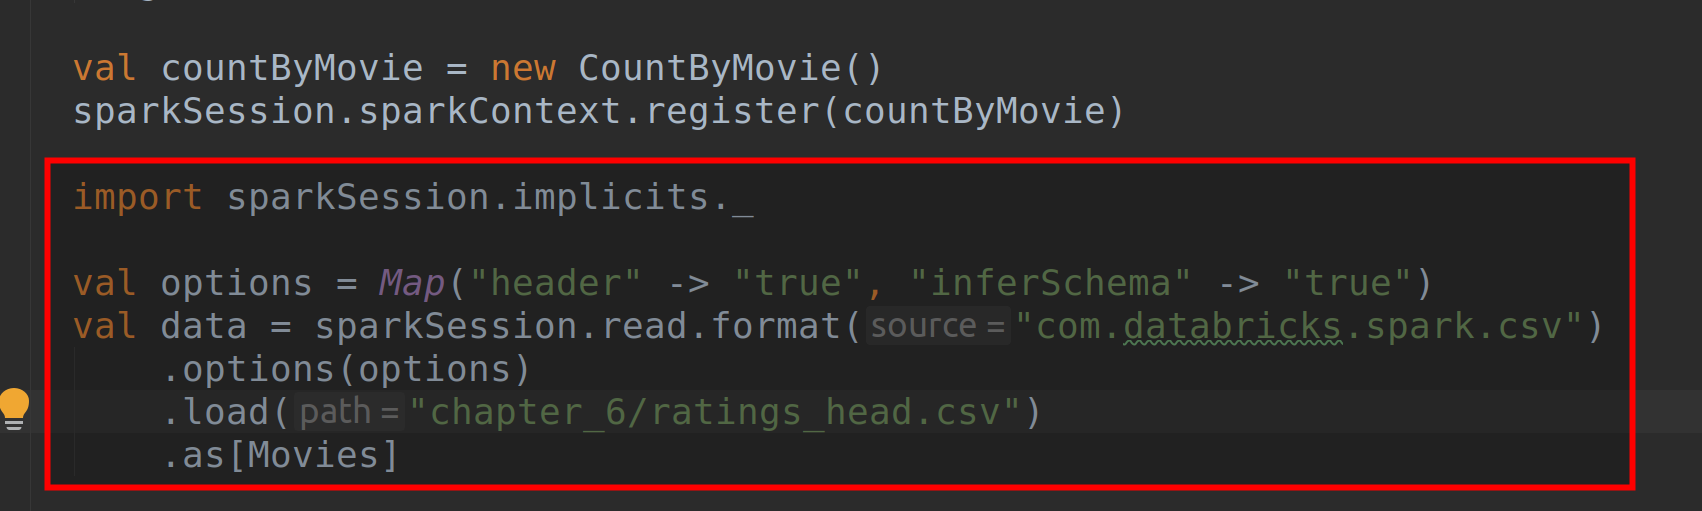 val countByMovie = new CountByMovie()
sparkSession.sparkContext.register(countByMovie)
import sparkSession.implicits._
val options = Map("header" -> "true", "inferSchema" -> "true")
val data = sparkSession.read.format( source = "com.databricks.spark.csv")
.options(options)
.load( path = "chapter_6/ratings_head.csv")
.as[Movies]